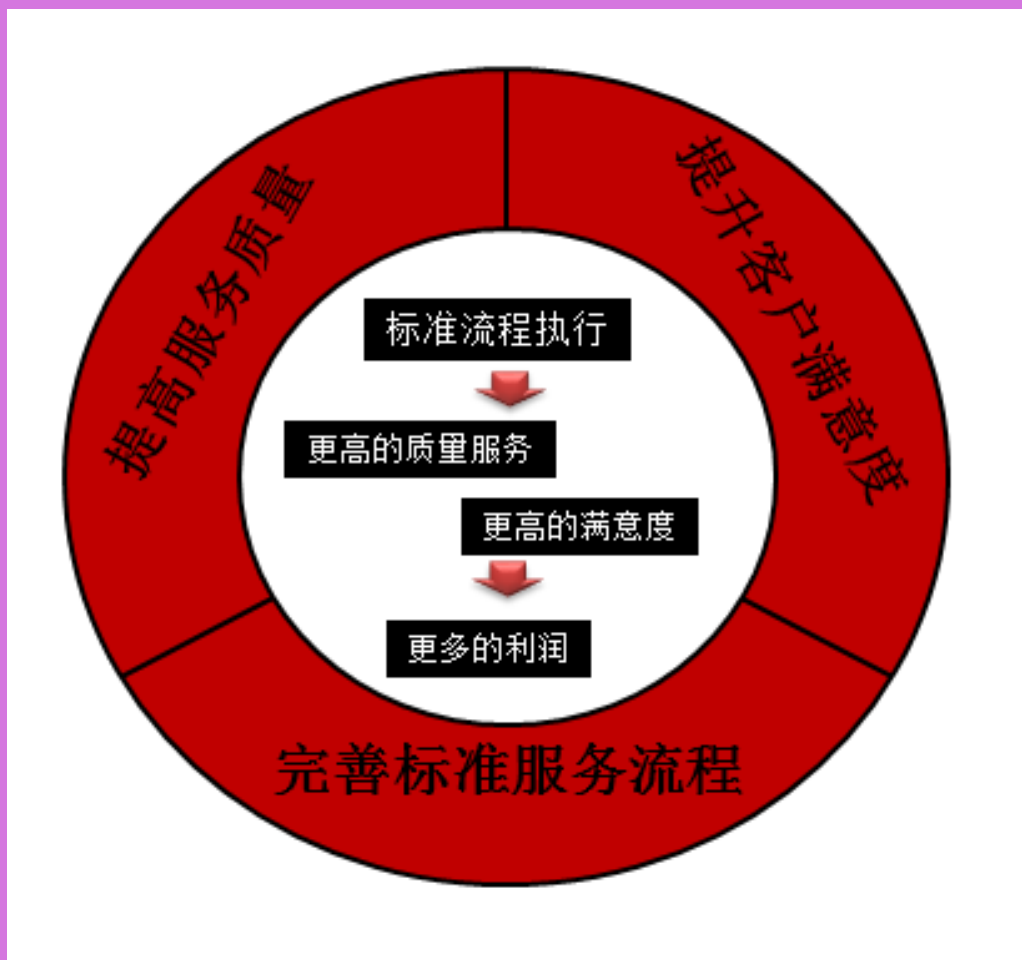 提高服务质量
提升客户满意度
标准流程执行
更高的质量服务
更高的满意度
更多的利润
完善标准服务流程